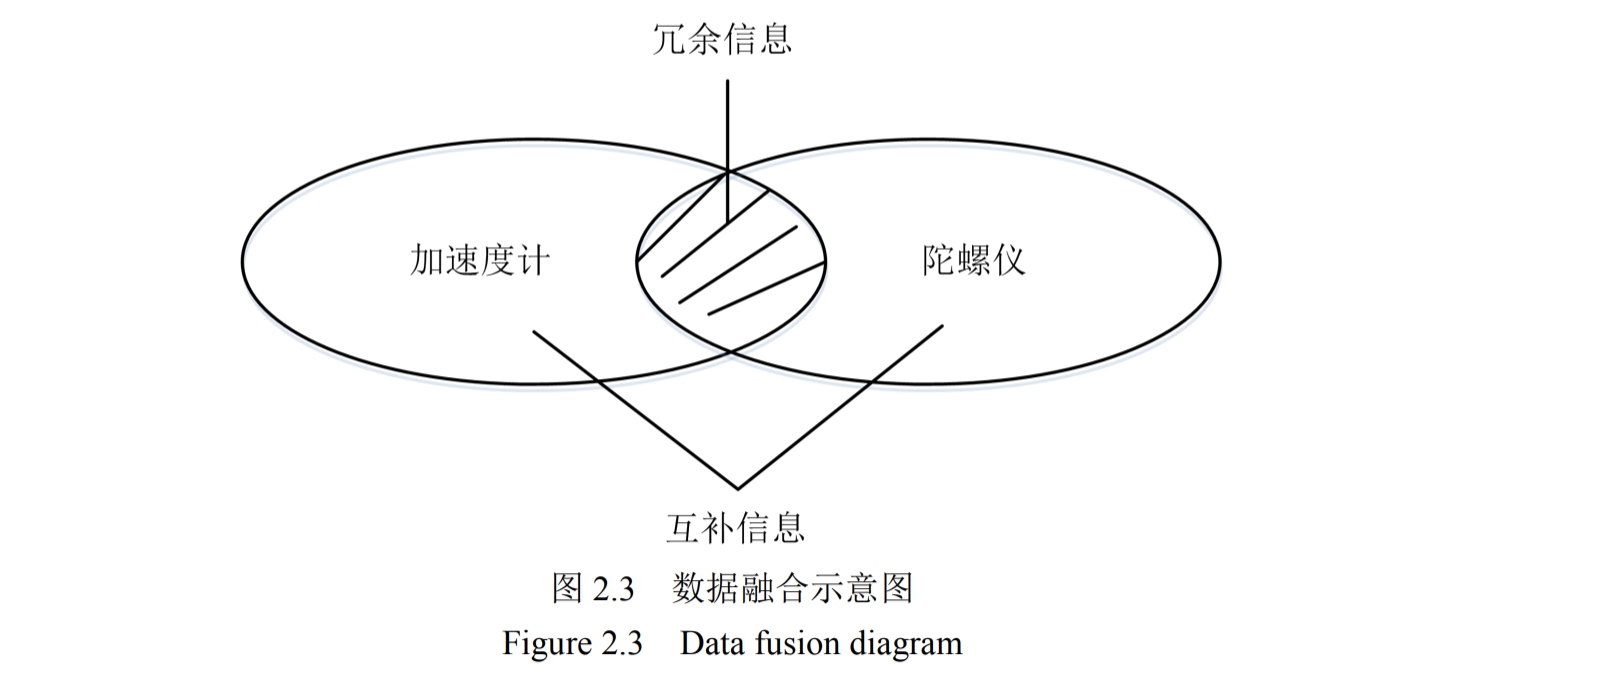 冗余信息
加速度计
陀螺仪
互补信息
图 2.3 数据融合示意图
Figure 2.3 Data fusion diagram